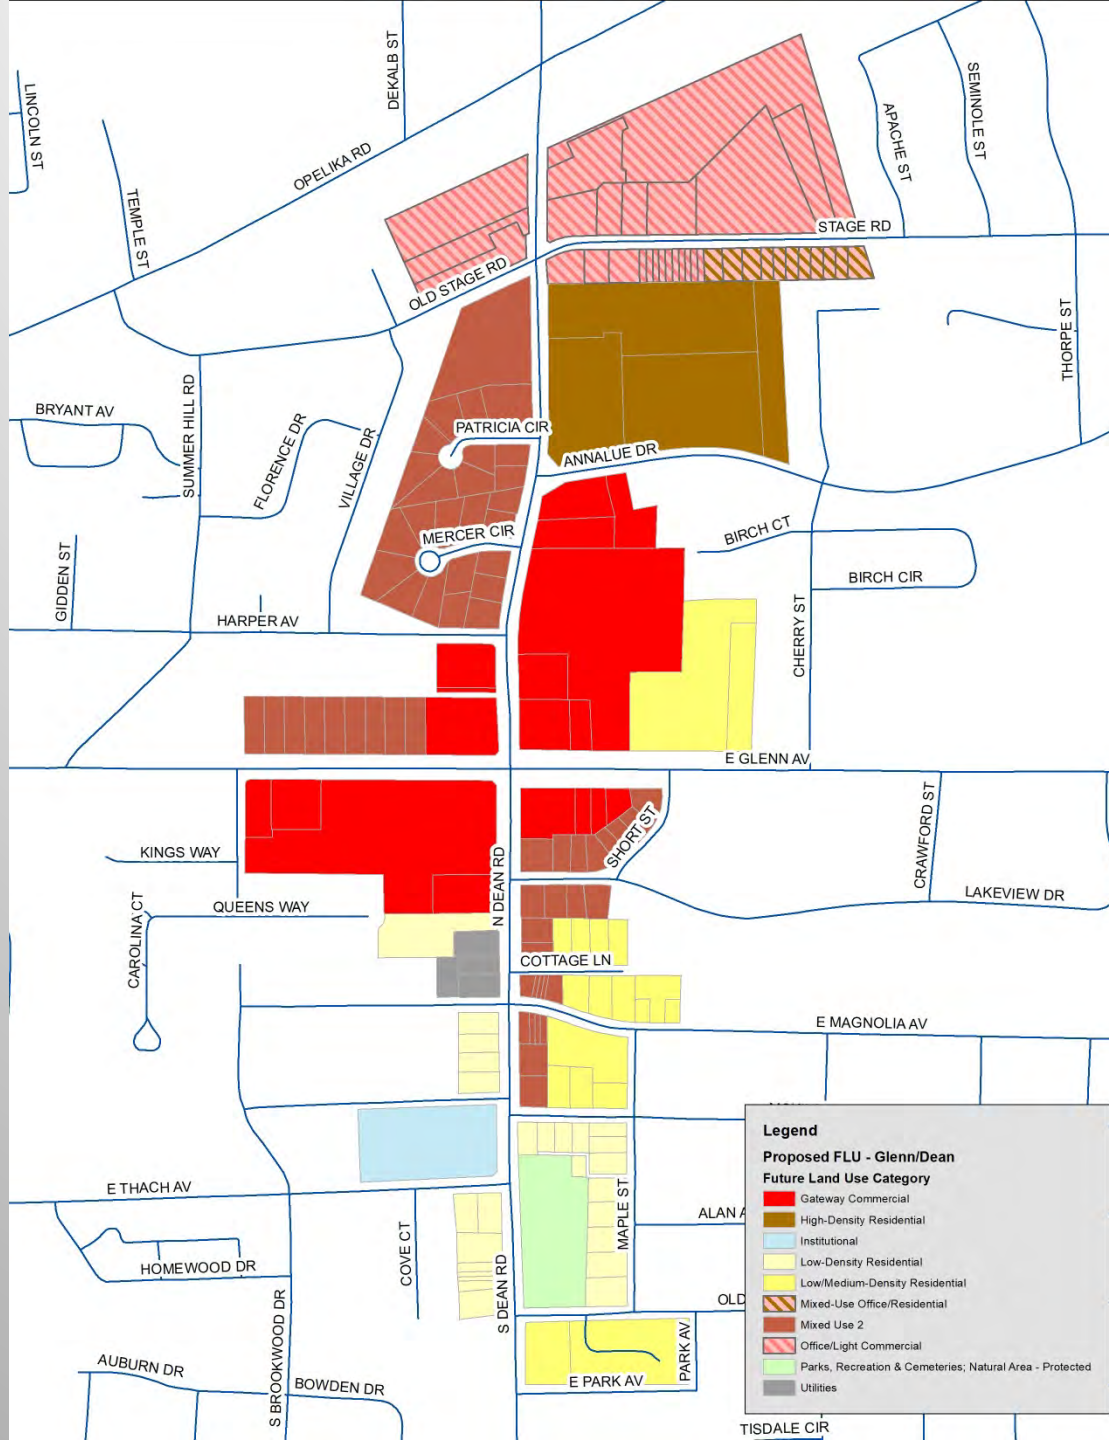 DEKALB ST
LINCOLN ST
SEMINOLE ST
APACHE ST
OPELIKA RD
TEMPLE ST
STAGE RD
OLD STAGE RD
THORPE ST
BRYANT AV
SUMMER HILL RD
FLORENCE DR
VILLAGE DR
PATRICIA CIR
ANNALUE DR
MERCER CIR
BIRCH CT
GIDDEN ST
BIRCH CIR
HARPER AV
CHERRY ST
E GLENN AV
SHORT ST
CRAWFORD ST
KINGS WAY
N DEAN RD
LAKEVIEW DR
QUEENS WAY
CAROLINA CT
COTTAGE LN
E MAGNOLIA AV
E THACH AV
MAPLE ST
ALAN A
COVE CT
HOMEWOOD DR
S DEAN RD
OLD
S BROOKWOOD DR
PARK AV
AUBURN DR
BOWDEN DR
E PARK AV
TISDALE CIR
Legend
Proposed FLU - Glenn/Dean
Future Land Use Category
Gateway Commercial
High-Density Residential
Institutional
Low-Density Residential
Low/Medium-Density Residential
Mixed-Use Office/Residential
Mixed Use 2
Office/Light Commercial
Parks, Recreation & Cemeteries; Natural Area - Protected
Utilities